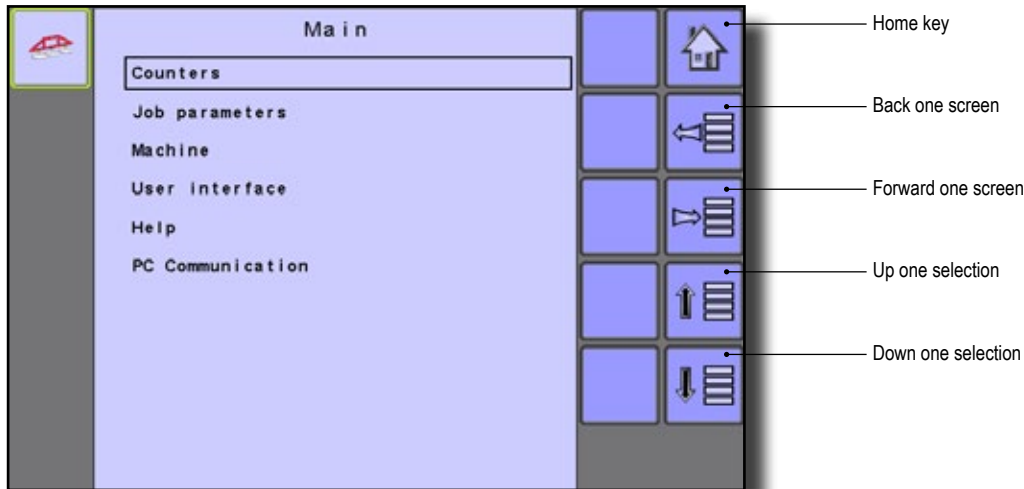 Main
Counters
Job parameters
Machine
User interface
Help
PC Communication
Home key
Back one screen
Forward one screen
Up one selection
Down one selection